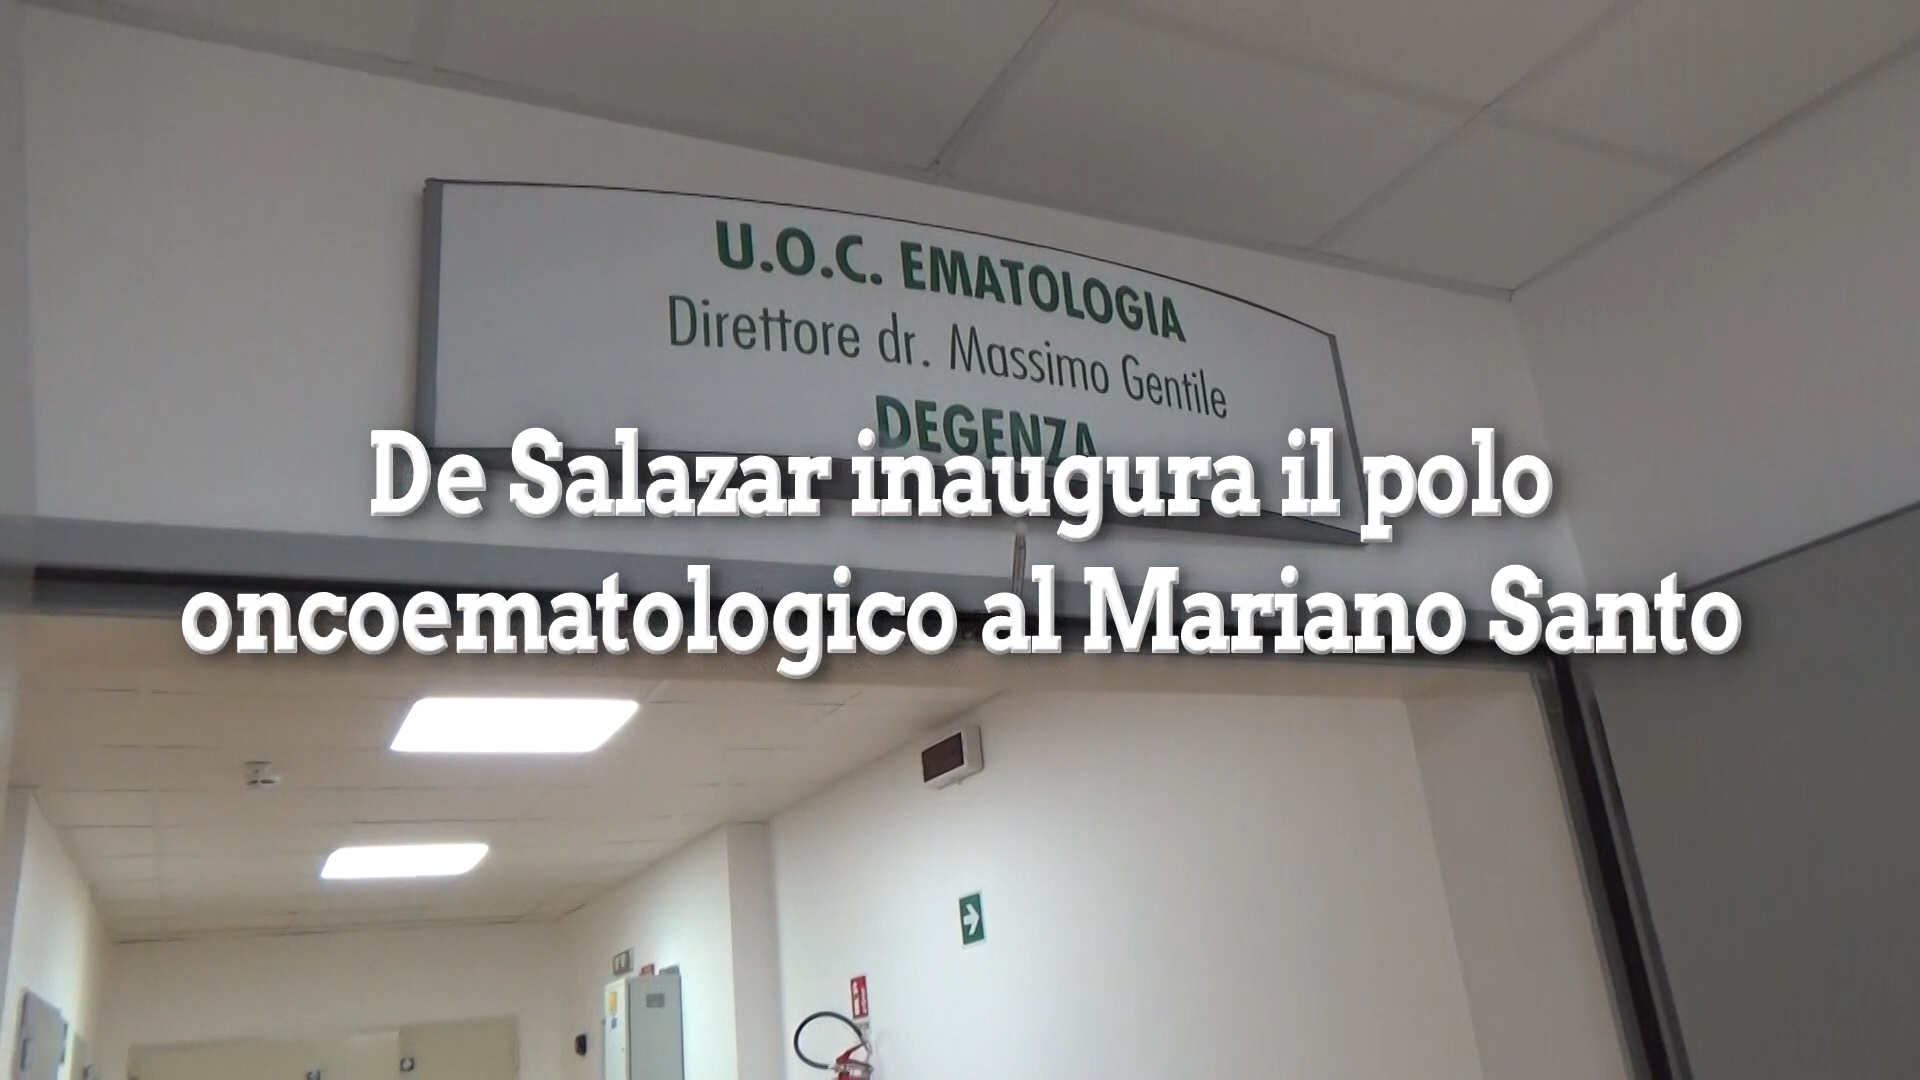 U.O.C. EMATOLOGIA
Direttore dr. Massimo Gentile
DEGENZA
De Salazar inaugura il polo
oncoematologico al Mariano Santo